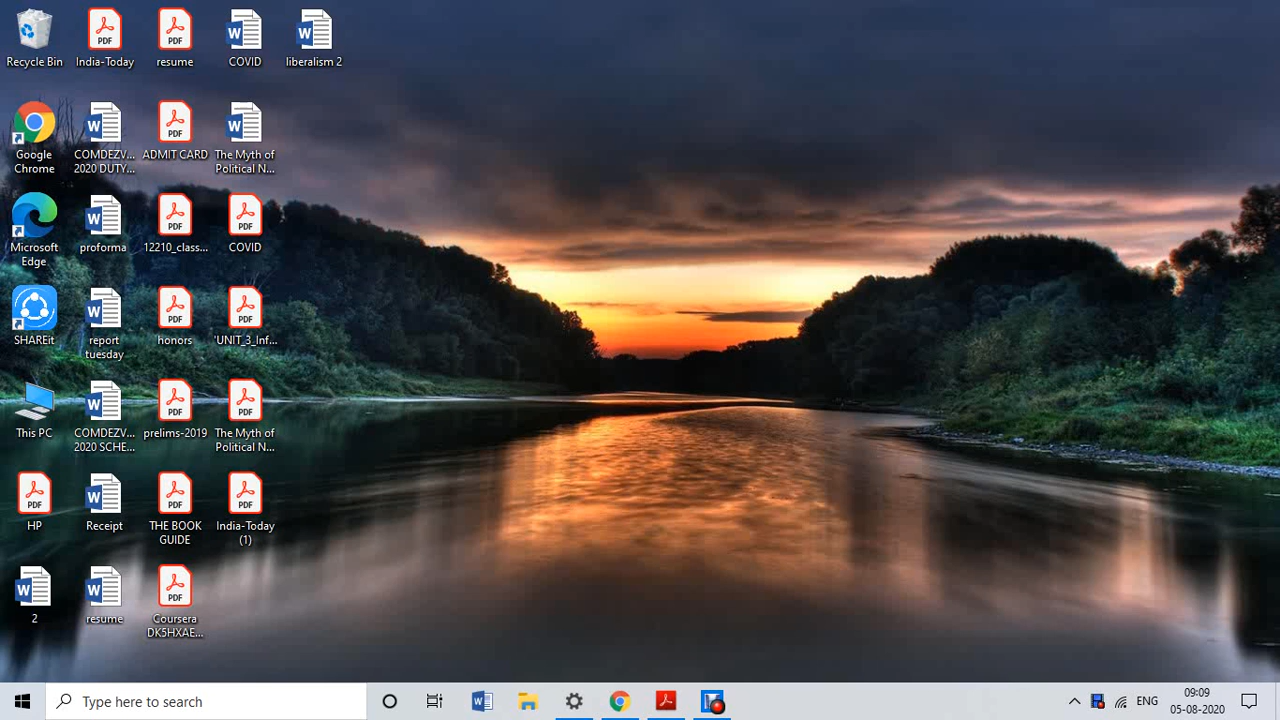 Recycle Bin
India-Today
resume
COVID
liberalism 2
Google
Chrome
COMDEZV...
2020 DUTY...
ADMIT CARD
The Myth of
Political N...
Microsoft
Edge
proforma
12210_class...
COVID
SHAREit
report
tuesday
honors
'UNIT_3_Inf...
This PC
COMDEZV...
2020 SCHE...
prelims-2019
The Myth of
Political N...
HP
Receipt
THE BOOK
GUIDE
India-Today
(1)
2
resume
Coursera
DK5HXAE...
Type here to search
ENG
09:09
05-08-2020